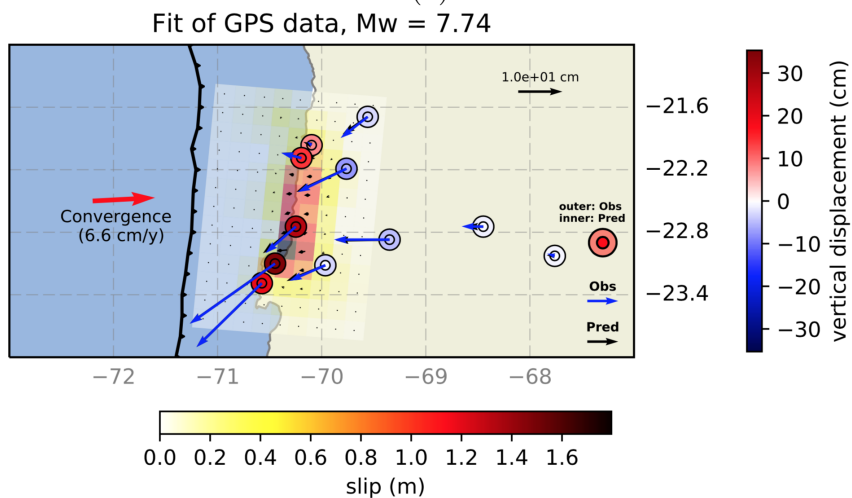 Fit of GPS data, Mw = 7.74
1.0e+01 cm
Convergence
(6.6 cm/y)
outer: Obs
inner: Pred
Obs
Pred
−21.6
−22.2
−22.8
−23.4
−72
−71
−70
−69
−68
30
20
10
0
−10
−20
−30
vertical displacement (cm)
0.0
0.2
0.4
0.6
0.8
1.0
1.2
1.4
1.6
slip (m)